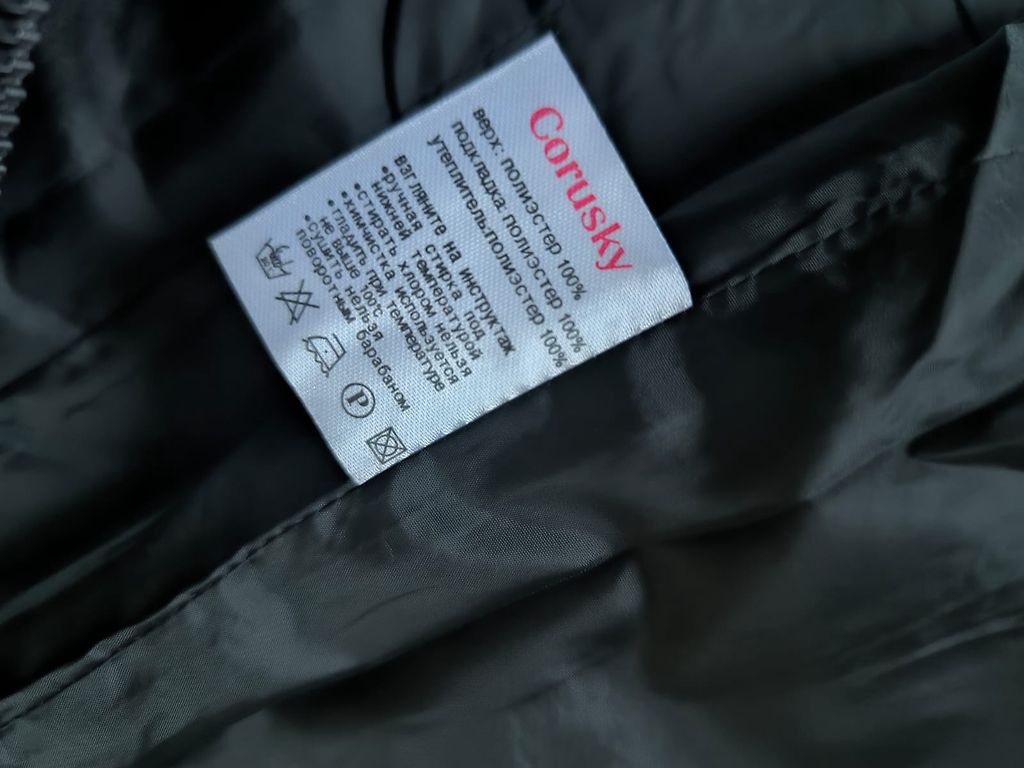 Corusky
верх: полиэстер 100%
подкладка: полиэстер 100%
утеплитель:полиэстер 100%
взгляните на инструктах
•ручная стирка под
нижней температурой
•стирать хлором нельзя
•химчистка используется
•гладить при температуре
не выше 100°C
•сушить нельзя
поворотным барабаном
P